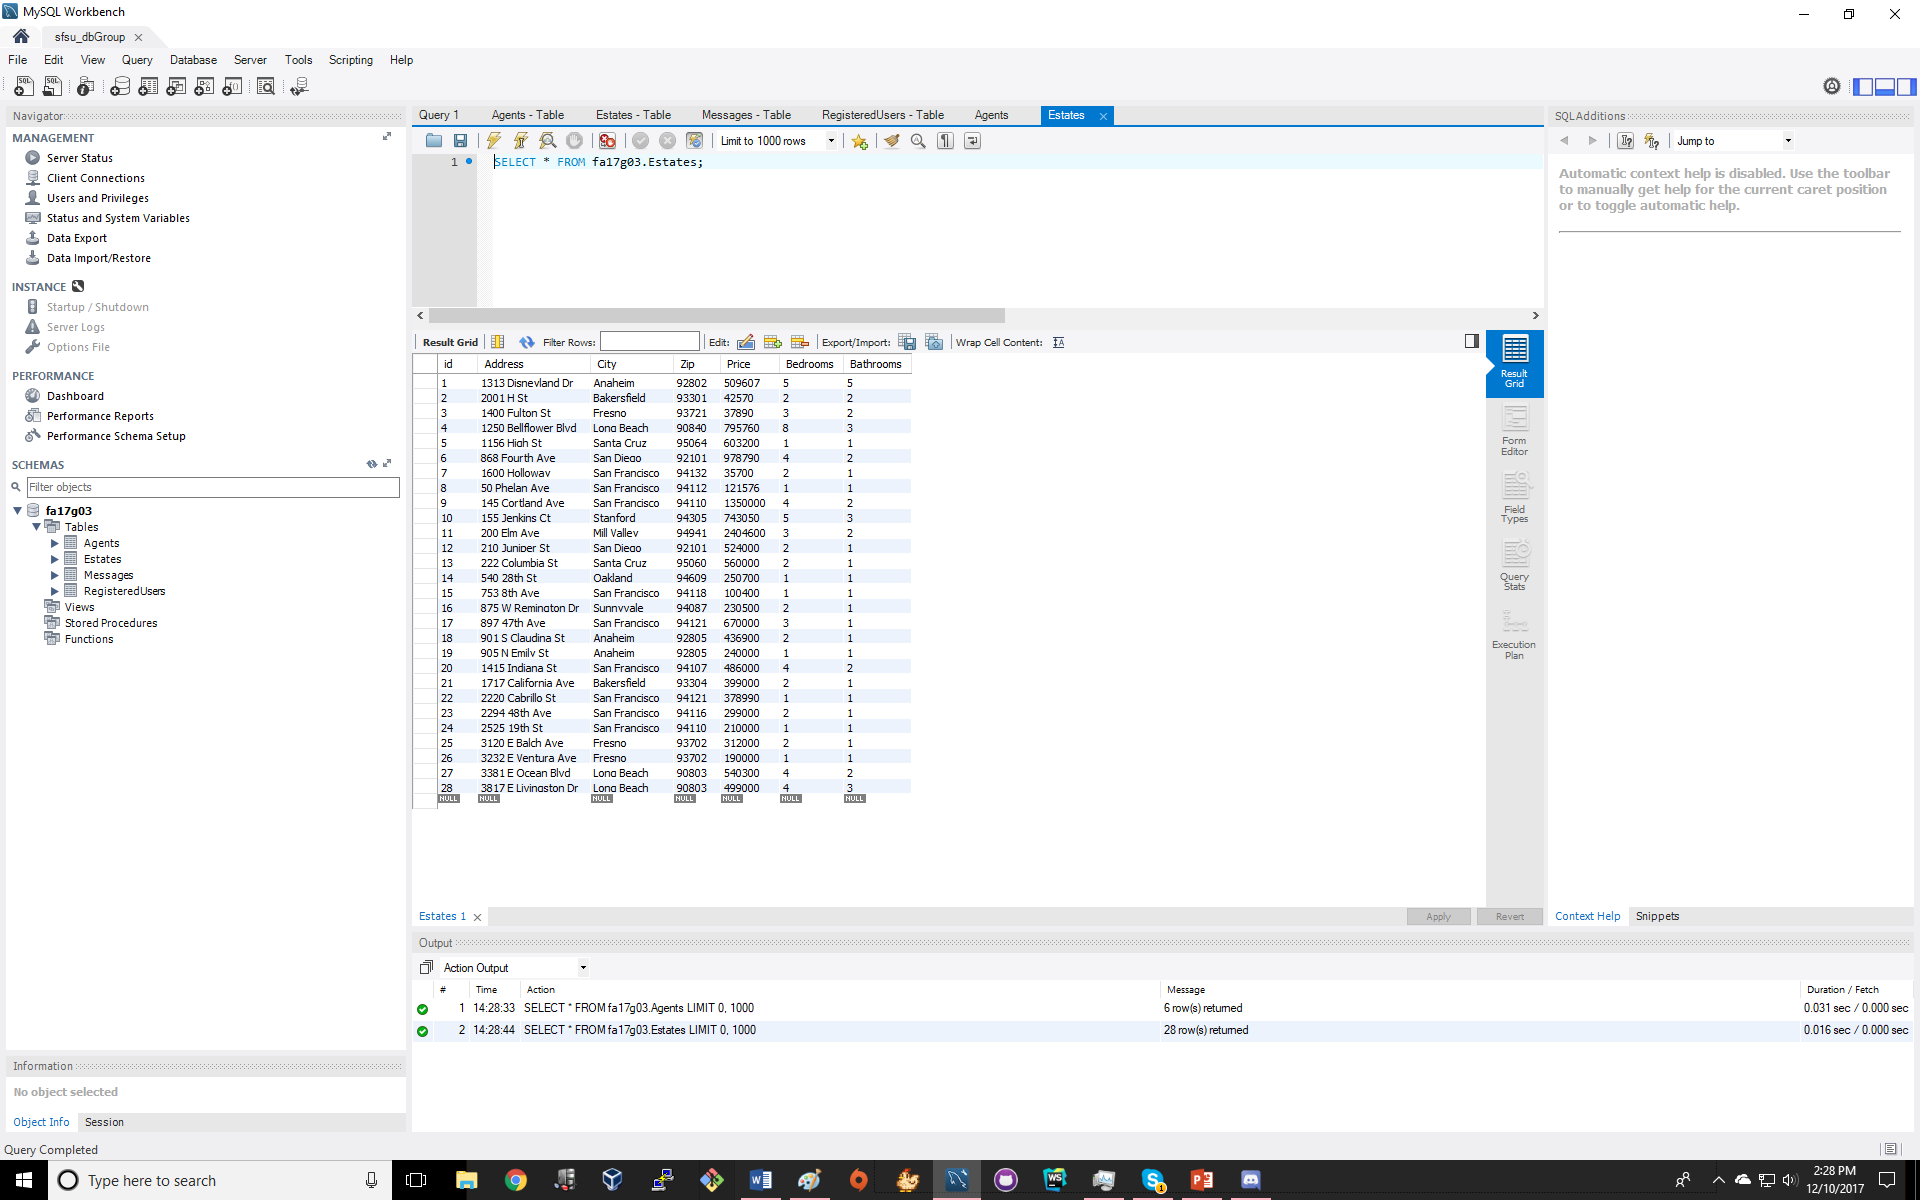 MySQL Workbench
sfsu_dbGroup
File Edit View Query Database Server Tools Scripting Help
Navigator
MANAGEMENT
Server Status
Client Connections
Users and Privileges
Status and System Variables
Data Export
Data Import/Restore
INSTANCE
Startup / Shutdown
Server Logs
Options File
PERFORMANCE
Dashboard
Performance Reports
Performance Schema Setup
SCHEMAS
Filter objects
fa17g03
Tables
Agents
Estates
Messages
RegisteredUsers
Views
Stored Procedures
Functions
Information
No object selected
Object Info Session
Query 1 Agents - Table Estates - Table Messages - Table RegisteredUsers - Table Agents Estates
Limit to 1000 rows
1 SELECT * FROM fa17g03.Estates;
Result Grid Filter Rows: Edit: Export/Import: Wrap Cell Content:
id Address City Zip Price Bedrooms Bathrooms
1 1313 Disneyland Dr Anaheim 92802 509607 5 5
2 2001 H St Bakersfield 93301 42570 2 2
3 1400 Fulton St Fresno 93721 37890 3 2
4 1250 Bellflower Blvd Long Beach 90840 795760 8 3
5 1156 High St Santa Cruz 95064 603200 1 1
6 868 Fourth Ave San Diego 92101 978790 4 2
7 1600 Holloway San Francisco 94132 35700 2 1
8 50 Phelan Ave San Francisco 94112 121576 1 1
9 145 Cortland Ave San Francisco 94110 1350000 4 2
10 155 Jenkins Ct Stanford 94305 743050 5 3
11 200 Elm Ave Mill Valley 94941 2404600 3 2
12 210 Juniper St San Diego 92101 524000 2 1
13 222 Columbia St Santa Cruz 95060 560000 2 1
14 540 28th St Oakland 94609 250700 1 1
15 753 8th Ave San Francisco 94118 100400 1 1
16 875 W Remington Dr Sunnyvale 94087 230500 2 1
17 897 47th Ave San Francisco 94121 670000 3 1
18 901 S Claudina St Anaheim 92805 436900 2 1
19 905 N Emily St Anaheim 92805 240000 1 1
20 1415 Indiana St San Francisco 94107 486000 4 2
21 1717 California Ave Bakersfield 93304 399000 2 1
22 2220 Cabrillo St San Francisco 94121 378990 1 1
23 2294 48th Ave San Francisco 94116 299000 2 1
24 2525 19th St San Francisco 94110 210000 1 1
25 3120 E Balch Ave Fresno 93702 312000 2 1
26 3232 E Ventura Ave Fresno 93702 190000 1 1
27 3381 E Ocean Blvd Long Beach 90803 540300 4 2
28 3817 E Livingston Dr Long Beach 90803 499000 4 3
NULL NULL NULL NULL NULL NULL NULL
Result
Grid
Form
Editor
Field
Types
Query
Stats
Execution
Plan
Estates 1 Apply Revert
SQLAdditions
Jump to
Automatic context help is disabled. Use the toolbar
to manually get help for the current caret position
or to toggle automatic help.
Context Help Snippets
Output
Action Output
# Time Action Message Duration / Fetch
1 14:28:33 SELECT * FROM fa17g03.Agents LIMIT 0, 1000 6 row(s) returned 0.031 sec / 0.000 sec
2 14:28:44 SELECT * FROM fa17g03.Estates LIMIT 0, 1000 28 row(s) returned 0.016 sec / 0.000 sec
Query Completed
Type here to search
2:28 PM
12/10/2017